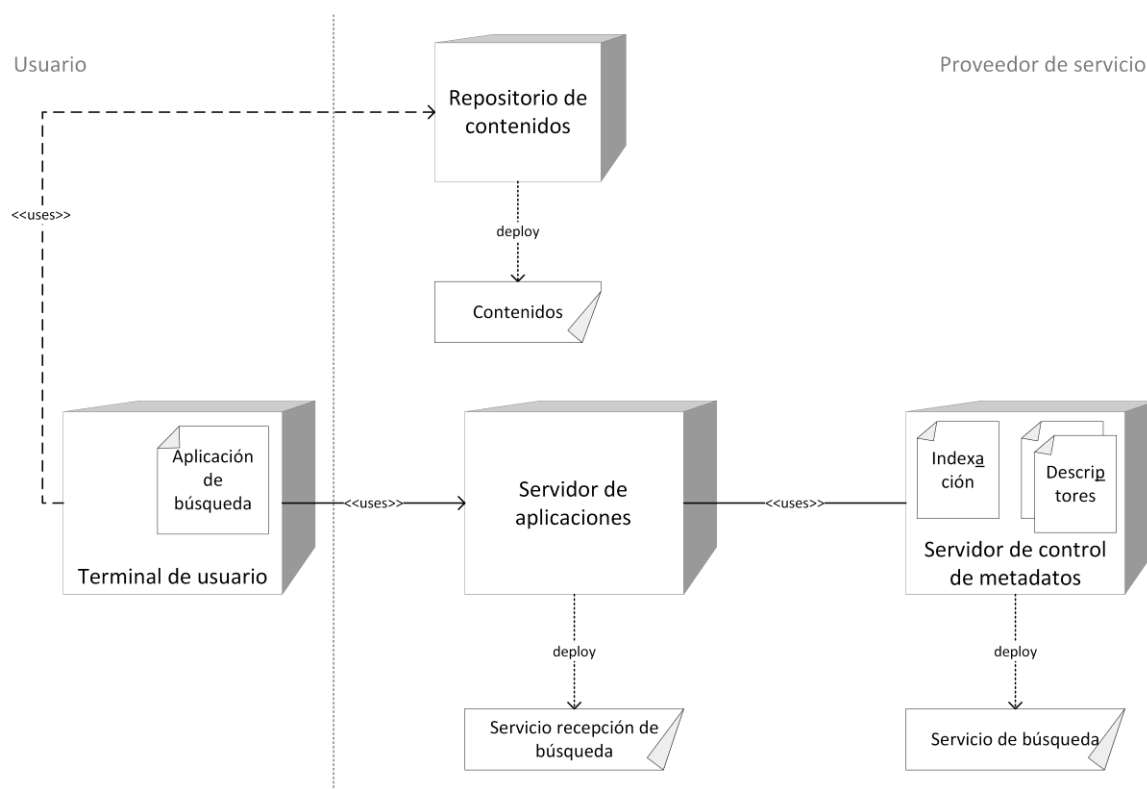 Usuario
Proveedor de servicio
Repositorio de
contenidos
<<uses>>
deploy
Contenidos
Aplicación
de
búsqueda
Terminal de usuario
<<uses>>
Servidor de
aplicaciones
<<uses>>
Indexa
ción
Descrip
tores
Servidor de control
de metadatos
deploy
deploy
Servicio recepción de
búsqueda
Servicio de búsqueda